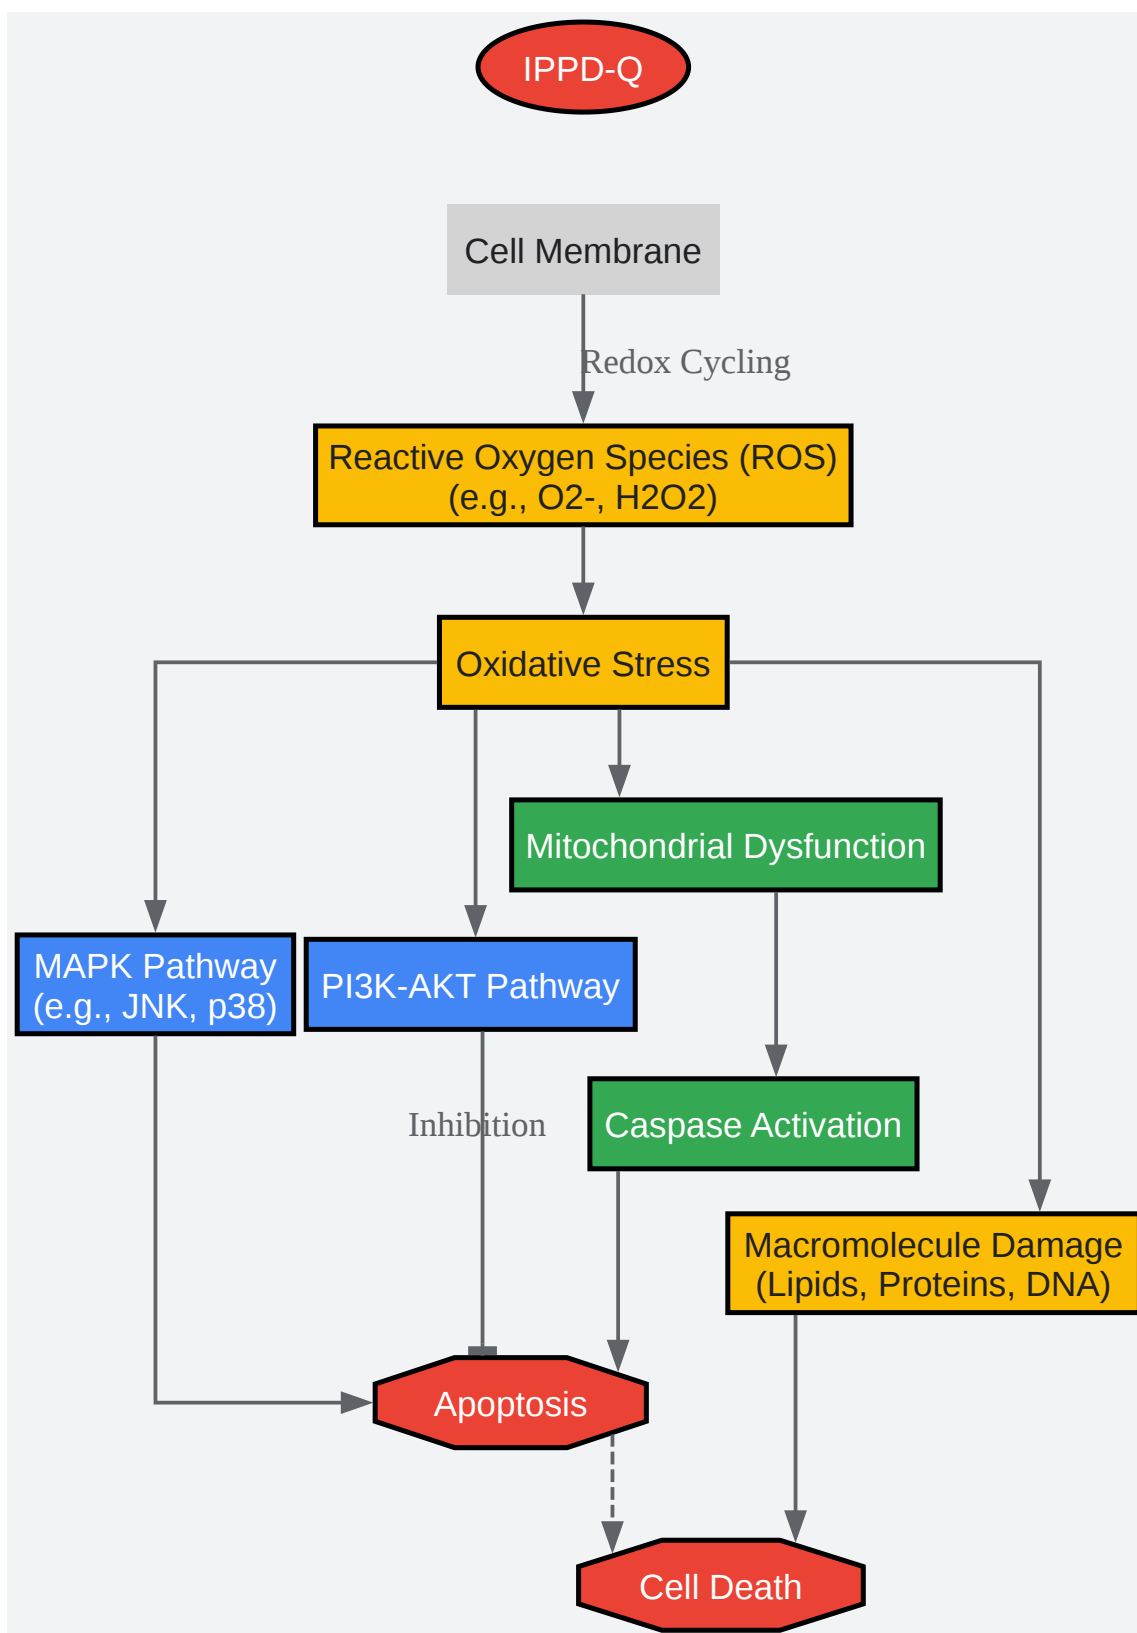 IPPD-Q
Cell Membrane
Redox Cycling
Reactive Oxygen Species (ROS)
(e.g., O2-, H2O2)
Oxidative Stress
Mitochondrial Dysfunction
MAPK Pathway
(e.g., JNK, p38)
PI3K-AKT Pathway
Inhibition
Caspase Activation
Macromolecule Damage
(Lipids, Proteins, DNA)
Apoptosis
Cell Death